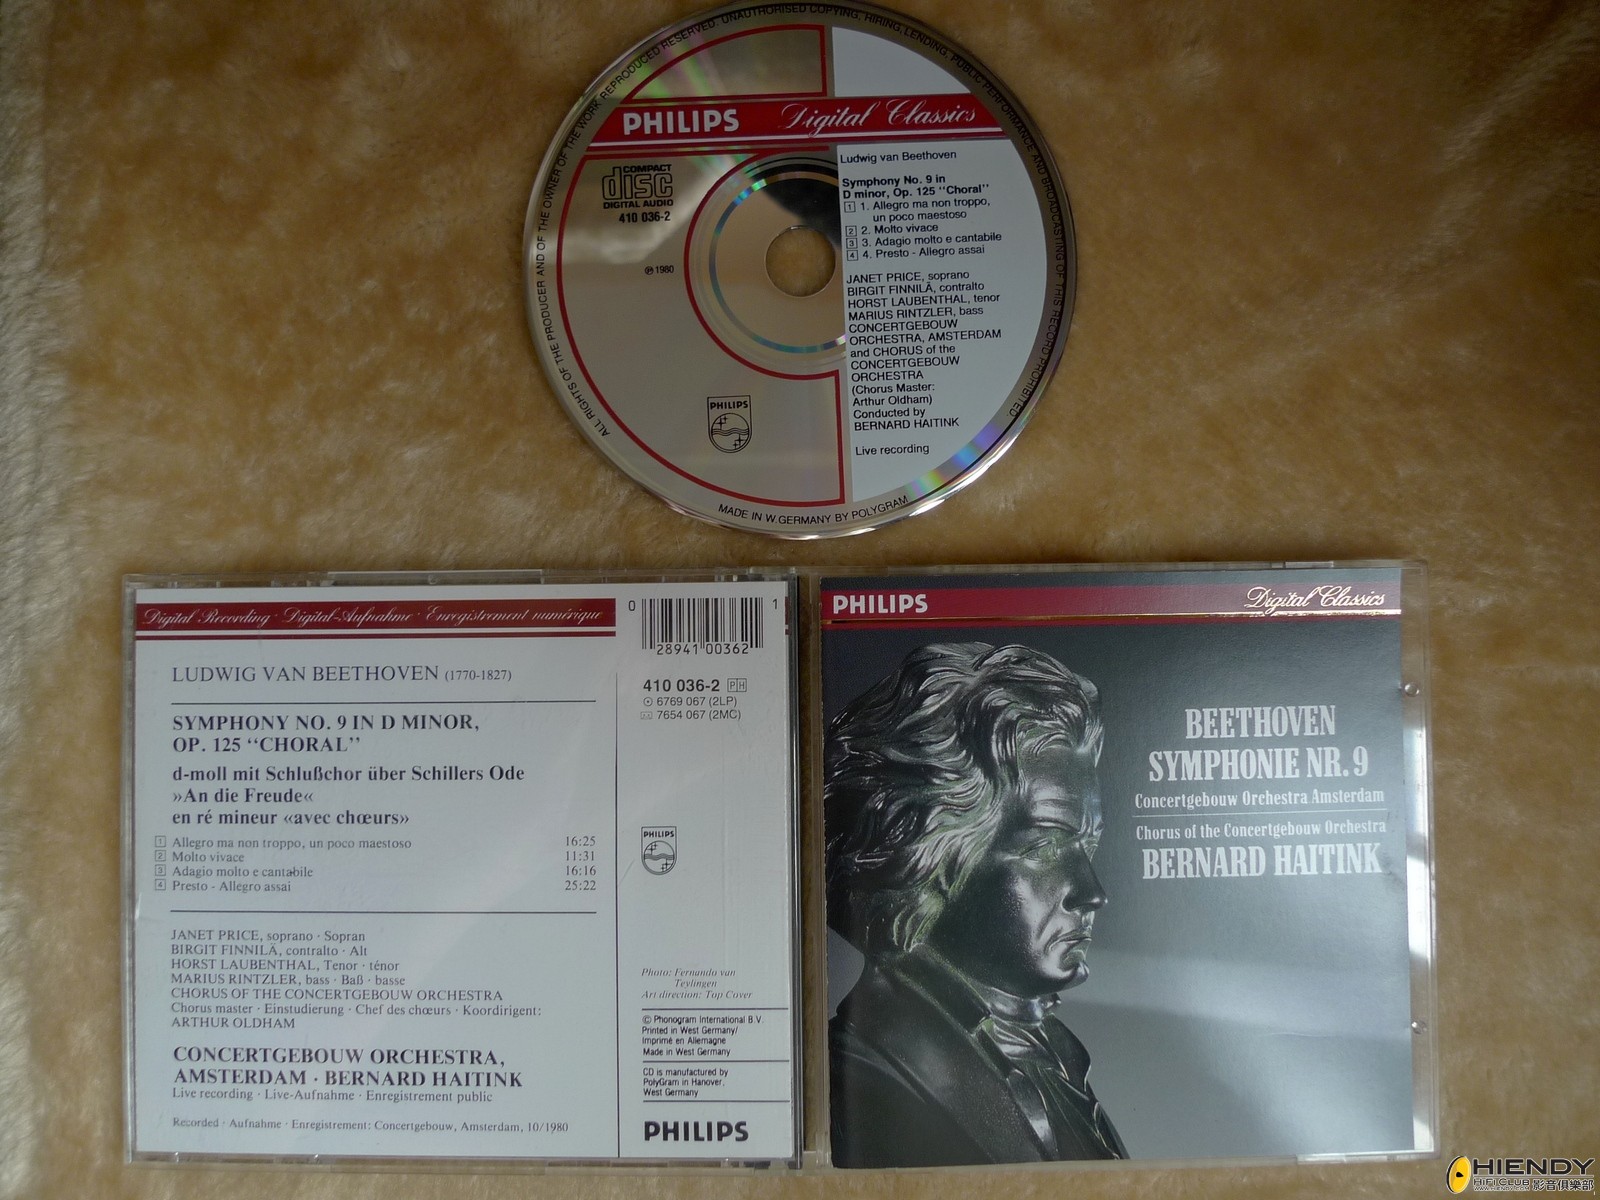 ALL RIGHTS OF THE PRODUCER AND OF THE OWNER OF THE WORK REPRODUCED RESERVED. UNAUTHORISED COPYING, HIRING, LENDING, PUBLIC PERFORMANCE AND BROADCASTING OF THIS RECORD PROHIBITED.
PHILIPS Digital Classics
COMPACT
disc
DIGITAL AUDIO
410 036-2
℗ 1980
PHILIPS
Ludwig van Beethoven
Symphony No. 9 in
D minor, Op. 125 "Choral"
1 1. Allegro ma non troppo,
un poco maestoso
2 2. Molto vivace
3 3. Adagio molto e cantabile
4 4. Presto - Allegro assai
JANET PRICE, soprano
BIRGIT FINNILÄ, contralto
HORST LAUBENTHAL, tenor
MARIUS RINTZLER, bass
CONCERTGEBOUW
ORCHESTRA, AMSTERDAM
and CHORUS of the
CONCERTGEBOUW
ORCHESTRA
(Chorus Master:
Arthur Oldham)
Conducted by
BERNARD HAITINK
Live recording
MADE IN W.GERMANY BY POLYGRAM
Digital Recording · Digital-Aufnahme · Enregistrement numérique
LUDWIG VAN BEETHOVEN (1770-1827)
SYMPHONY NO. 9 IN D MINOR,
OP. 125 “CHORAL”
d-moll mit Schlußchor über Schillers Ode
»An die Freude«
en ré mineur «avec chœurs»
1 Allegro ma non troppo, un poco maestoso 16:25
2 Molto vivace 11:31
3 Adagio molto e cantabile 16:16
4 Presto - Allegro assai 25:22
JANET PRICE, soprano · Sopran
BIRGIT FINNILÄ, contralto · Alt
HORST LAUBENTHAL, Tenor · ténor
MARIUS RINTZLER, bass · Baß · basse
CHORUS OF THE CONCERTGEBOUW ORCHESTRA
Chorus master · Einstudierung · Chef des chœurs · Koordirigent:
ARTHUR OLDHAM
CONCERTGEBOUW ORCHESTRA,
AMSTERDAM · BERNARD HAITINK
Live recording · Live-Aufnahme · Enregistrement public
Recorded · Aufnahme · Enregistrement: Concertgebouw, Amsterdam, 10/1980
0 28941 00362 1
410 036-2 PH
6769 067 (2LP)
7654 067 (2MC)
PHILIPS
Photo: Fernando van
Teylingen
Art direction: Top Cover
© Phonogram International B.V.
Printed in West Germany/
Imprimé en Allemagne
Made in West Germany
CD is manufactured by
PolyGram in Hanover,
West Germany
PHILIPS
PHILIPS Digital Classics
BEETHOVEN
SYMPHONIE NR. 9
Concertgebouw Orchestra Amsterdam
Chorus of the Concertgebouw Orchestra
BERNARD HAITINK
HIENDY
HIFI CLUB 影音俱樂部